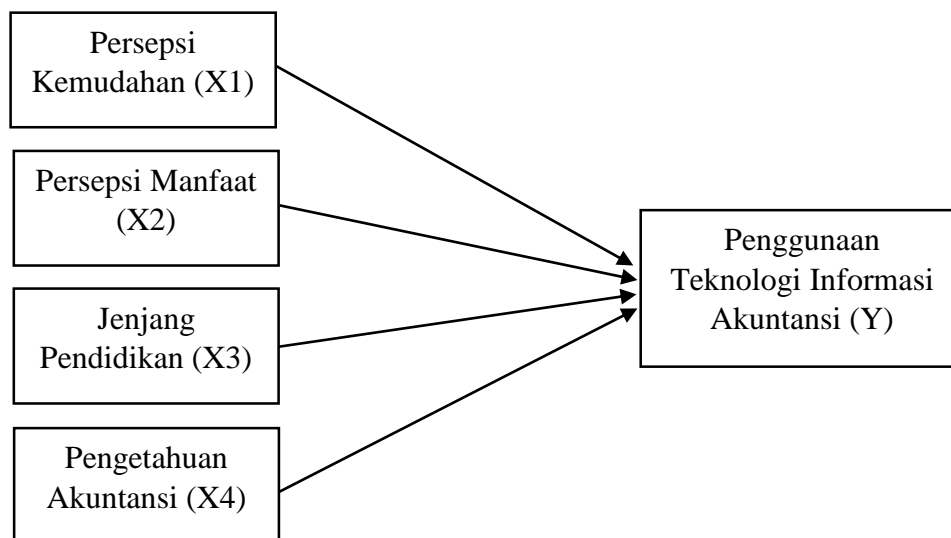 Persepsi
Kemudahan (X1)
Persepsi Manfaat
(X2)
Jenjang
Pendidikan (X3)
Pengetahuan
Akuntansi (X4)
Penggunaan
Teknologi Informasi
Akuntansi (Y)